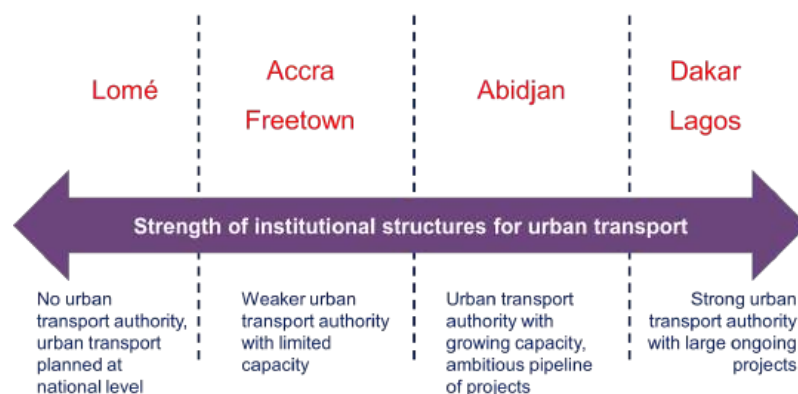 Lomé
Accra
Freetown
Abidjan
Dakar
Lagos
Strength of institutional structures for urban transport
No urban
transport authority,
urban transport
planned at
national level
Weaker urban
transport authority
with limited
capacity
Urban transport
authority with
growing capacity,
ambitious pipeline
of projects
Strong urban
transport authority
with large ongoing
projects